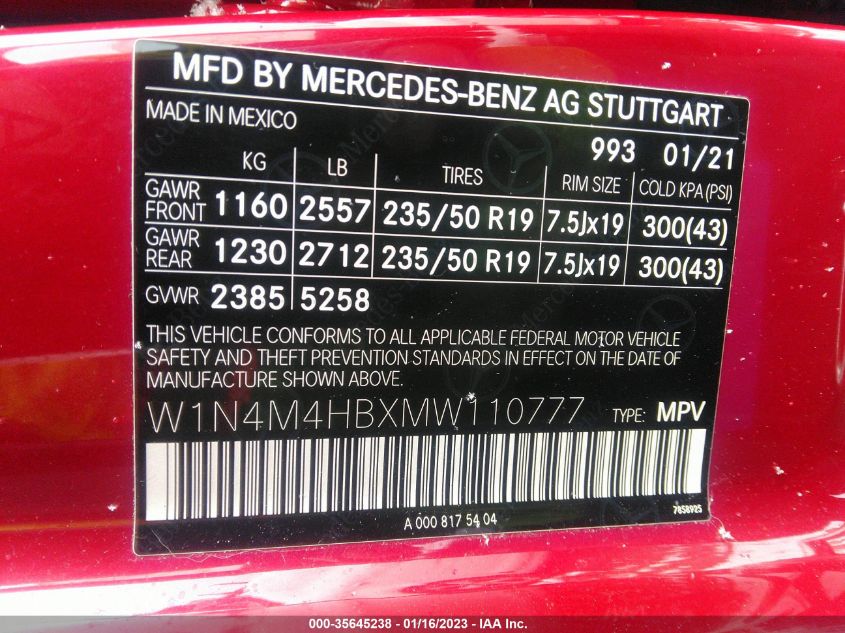 MFD BY MERCEDES-BENZ AG STUTTGART
MADE IN MEXICO
993 01/21
KG LB TIRES RIM SIZE COLD KPA (PSI)
GAWR FRONT 1160 2557 235/50 R19 7.5Jx19 300(43)
GAWR REAR 1230 2712 235/50 R19 7.5Jx19 300(43)
GVWR 2385 5258
THIS VEHICLE CONFORMS TO ALL APPLICABLE FEDERAL MOTOR VEHICLE
SAFETY AND THEFT PREVENTION STANDARDS IN EFFECT ON THE DATE OF
MANUFACTURE SHOWN ABOVE.
W1N4M4HBXMW110777 TYPE: MPV
A 000 817 54 04
7858925
000-35645238 - 01/16/2023 - IAA Inc.